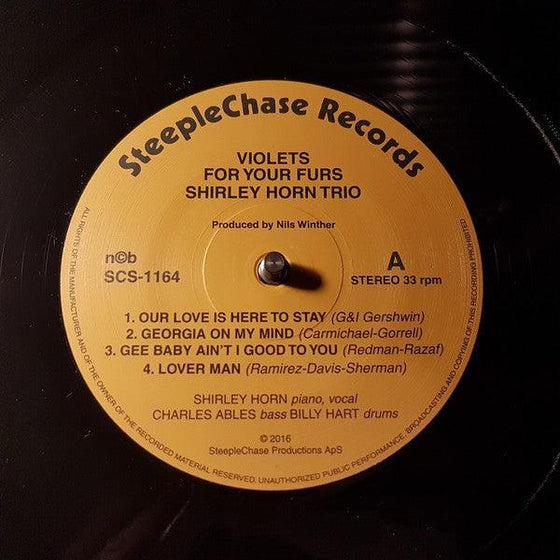 SteepleChase Records
VIOLETS
FOR YOUR FURS
SHIRLEY HORN TRIO
Produced by Nils Winther
n©b
SCS-1164
A
STEREO 33 rpm
1. OUR LOVE IS HERE TO STAY (G&I Gershwin)
2. GEORGIA ON MY MIND (Carmichael-Gorrell)
3. GEE BABY AIN'T I GOOD TO YOU (Redman-Razaf)
4. LOVER MAN (Ramirez-Davis-Sherman)
SHIRLEY HORN piano, vocal
CHARLES ABLES bass BILLY HART drums
© 2016
SteepleChase Productions ApS
ALL RIGHTS OF THE MANUFACTURER AND OF THE OWNER OF THE RECORDED MATERIAL RESERVED. UNAUTHORIZED PUBLIC PERFORMANCE, BROADCASTING AND COPYING OF THIS RECORDING PROHIBITED.